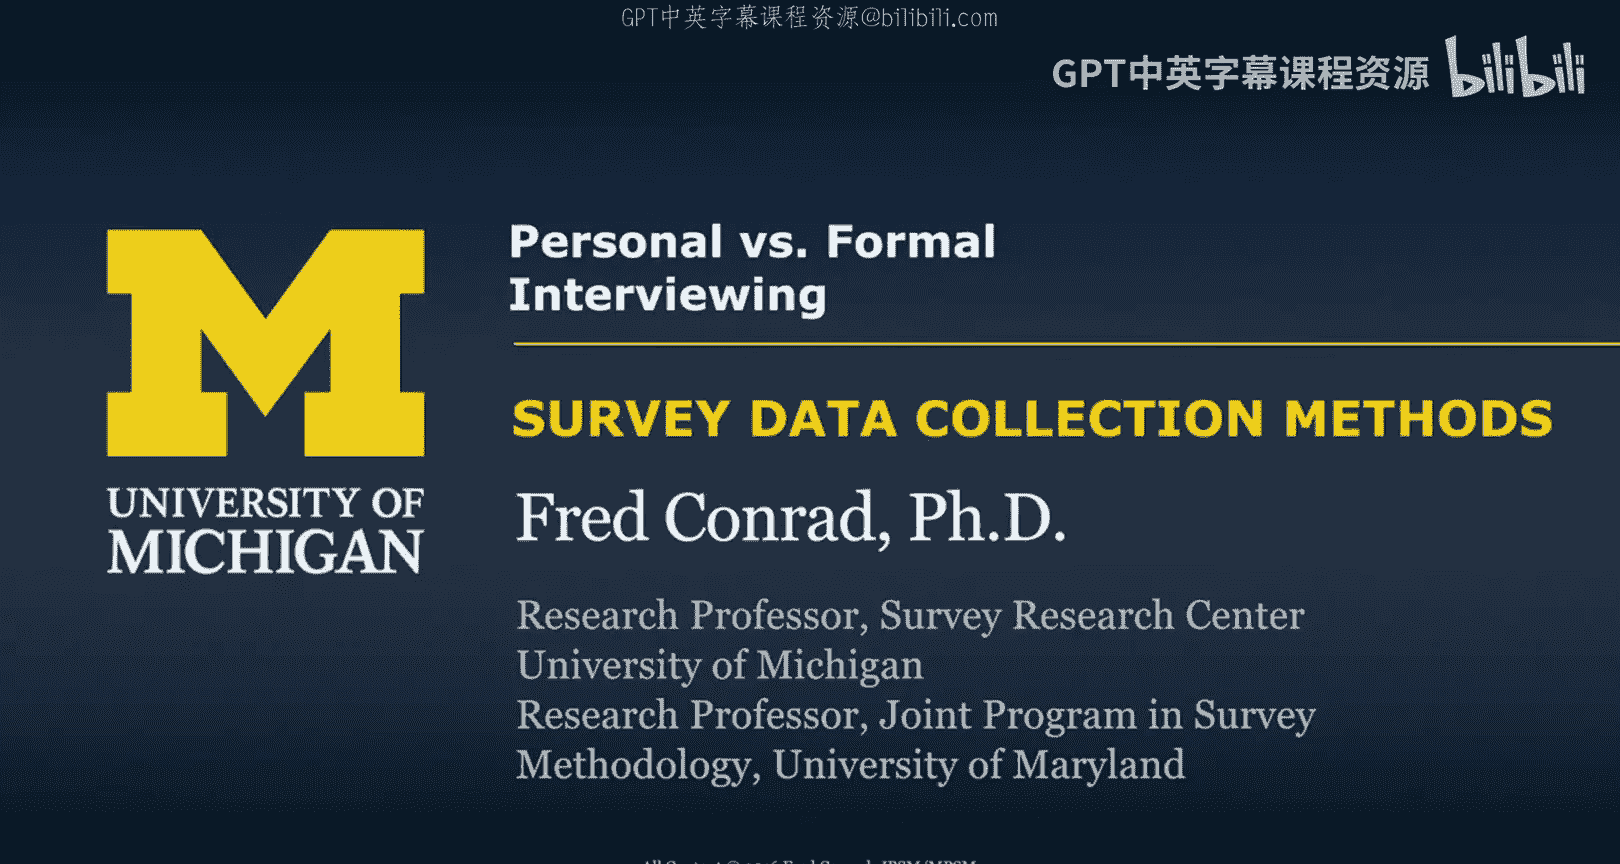 GPT中英字幕课程资源@bilibili.com
GPT中英字幕课程资源 bilibili
Personal vs. Formal
Interviewing
SURVEY DATA COLLECTION METHODS
Fred Conrad, Ph.D.
UNIVERSITY OF
MICHIGAN
Research Professor, Survey Research Center
University of Michigan
Research Professor, Joint Program in Survey
Methodology, University of Maryland